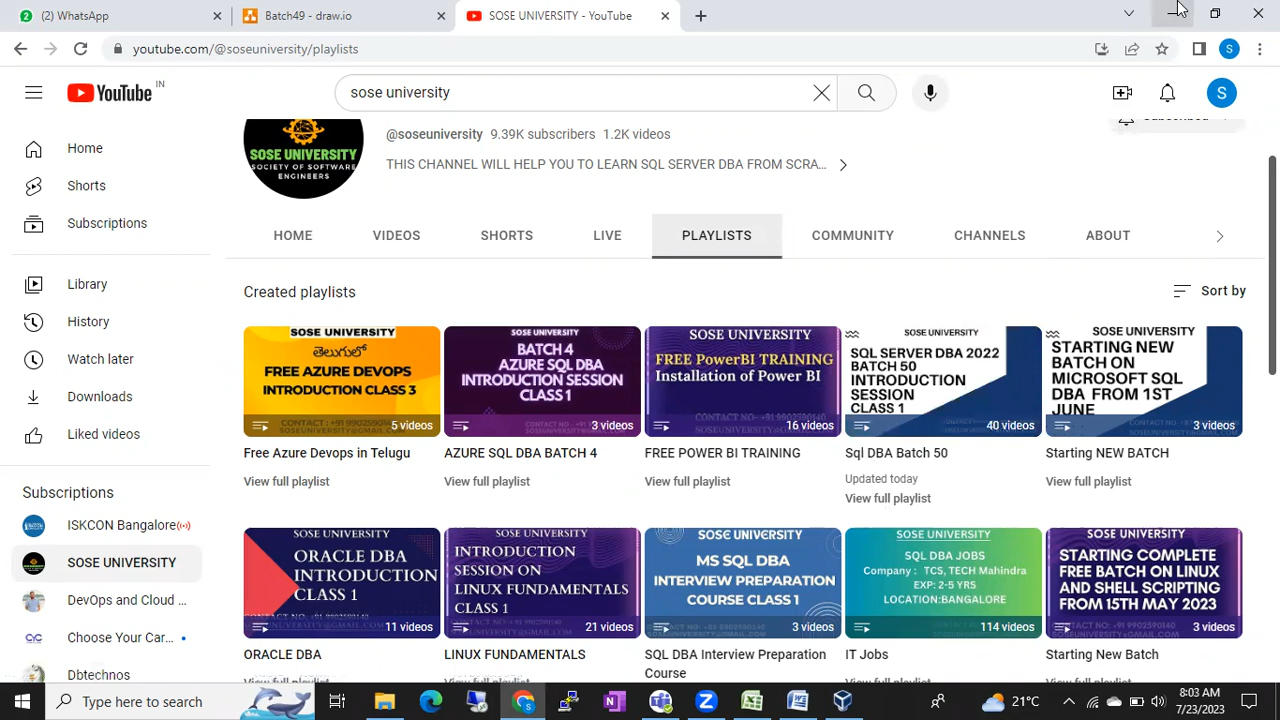 (2) WhatsApp
Batch49 - draw.io
SOSE UNIVERSITY - YouTube
youtube.com/@soseuniversity/playlists
S
YouTube IN
sose university
S
Home
Shorts
Subscriptions
Library
History
Watch later
Downloads
Liked videos
Subscriptions
ISKCON Bangalore
SOSE UNIVERSITY
DevOps and Cloud ...
Choose Your Car...
Dbtechnos
SOSE UNIVERSITY
SOCIETY OF SOFTWARE
ENGINEERS
@soseuniversity 9.39K subscribers 1.2K videos
THIS CHANNEL WILL HELP YOU TO LEARN SQL SERVER DBA FROM SCRA...
HOME VIDEOS SHORTS LIVE PLAYLISTS COMMUNITY CHANNELS ABOUT
Created playlists
Sort by
SOSE UNIVERSITY
తెలుగులో
FREE AZURE DEVOPS
INTRODUCTION CLASS 3
5 videos
Free Azure Devops in Telugu
View full playlist
SOSE UNIVERSITY
BATCH 4
AZURE SQL DBA
INTRODUCTION SESSION
CLASS 1
3 videos
AZURE SQL DBA BATCH 4
View full playlist
SOSE UNIVERSITY
FREE PowerBI TRAINING
Installation of Power BI
16 videos
FREE POWER BI TRAINING
View full playlist
SOSE UNIVERSITY
SQL SERVER DBA 2022
BATCH 50
INTRODUCTION
SESSION
CLASS 1
40 videos
Sql DBA Batch 50
Updated today
View full playlist
SOSE UNIVERSITY
STARTING NEW
BATCH ON
MICROSOFT SQL
DBA FROM 1ST
JUNE
3 videos
Starting NEW BATCH
View full playlist
SOSE UNIVERSITY
ORACLE DBA
INTRODUCTION
CLASS 1
11 videos
ORACLE DBA
SOSE UNIVERSITY
INTRODUCTION
SESSION ON
LINUX FUNDAMENTALS
CLASS 1
21 videos
LINUX FUNDAMENTALS
SOSE UNIVERSITY
MS SQL DBA
INTERVIEW PREPARATION
COURSE CLASS 1
3 videos
SQL DBA Interview Preparation
Course
SOSE UNIVERSITY
SQL DBA JOBS
Company : TCS, TECH Mahindra
EXP: 2-5 YRS
LOCATION:BANGALORE
114 videos
IT Jobs
SOSE UNIVERSITY
STARTING COMPLETE
FREE BATCH ON LINUX
AND SHELL SCRIPTING
FROM 15TH MAY 2023
3 videos
Starting New Batch
Type here to search
21°C
8:03 AM
7/23/2023